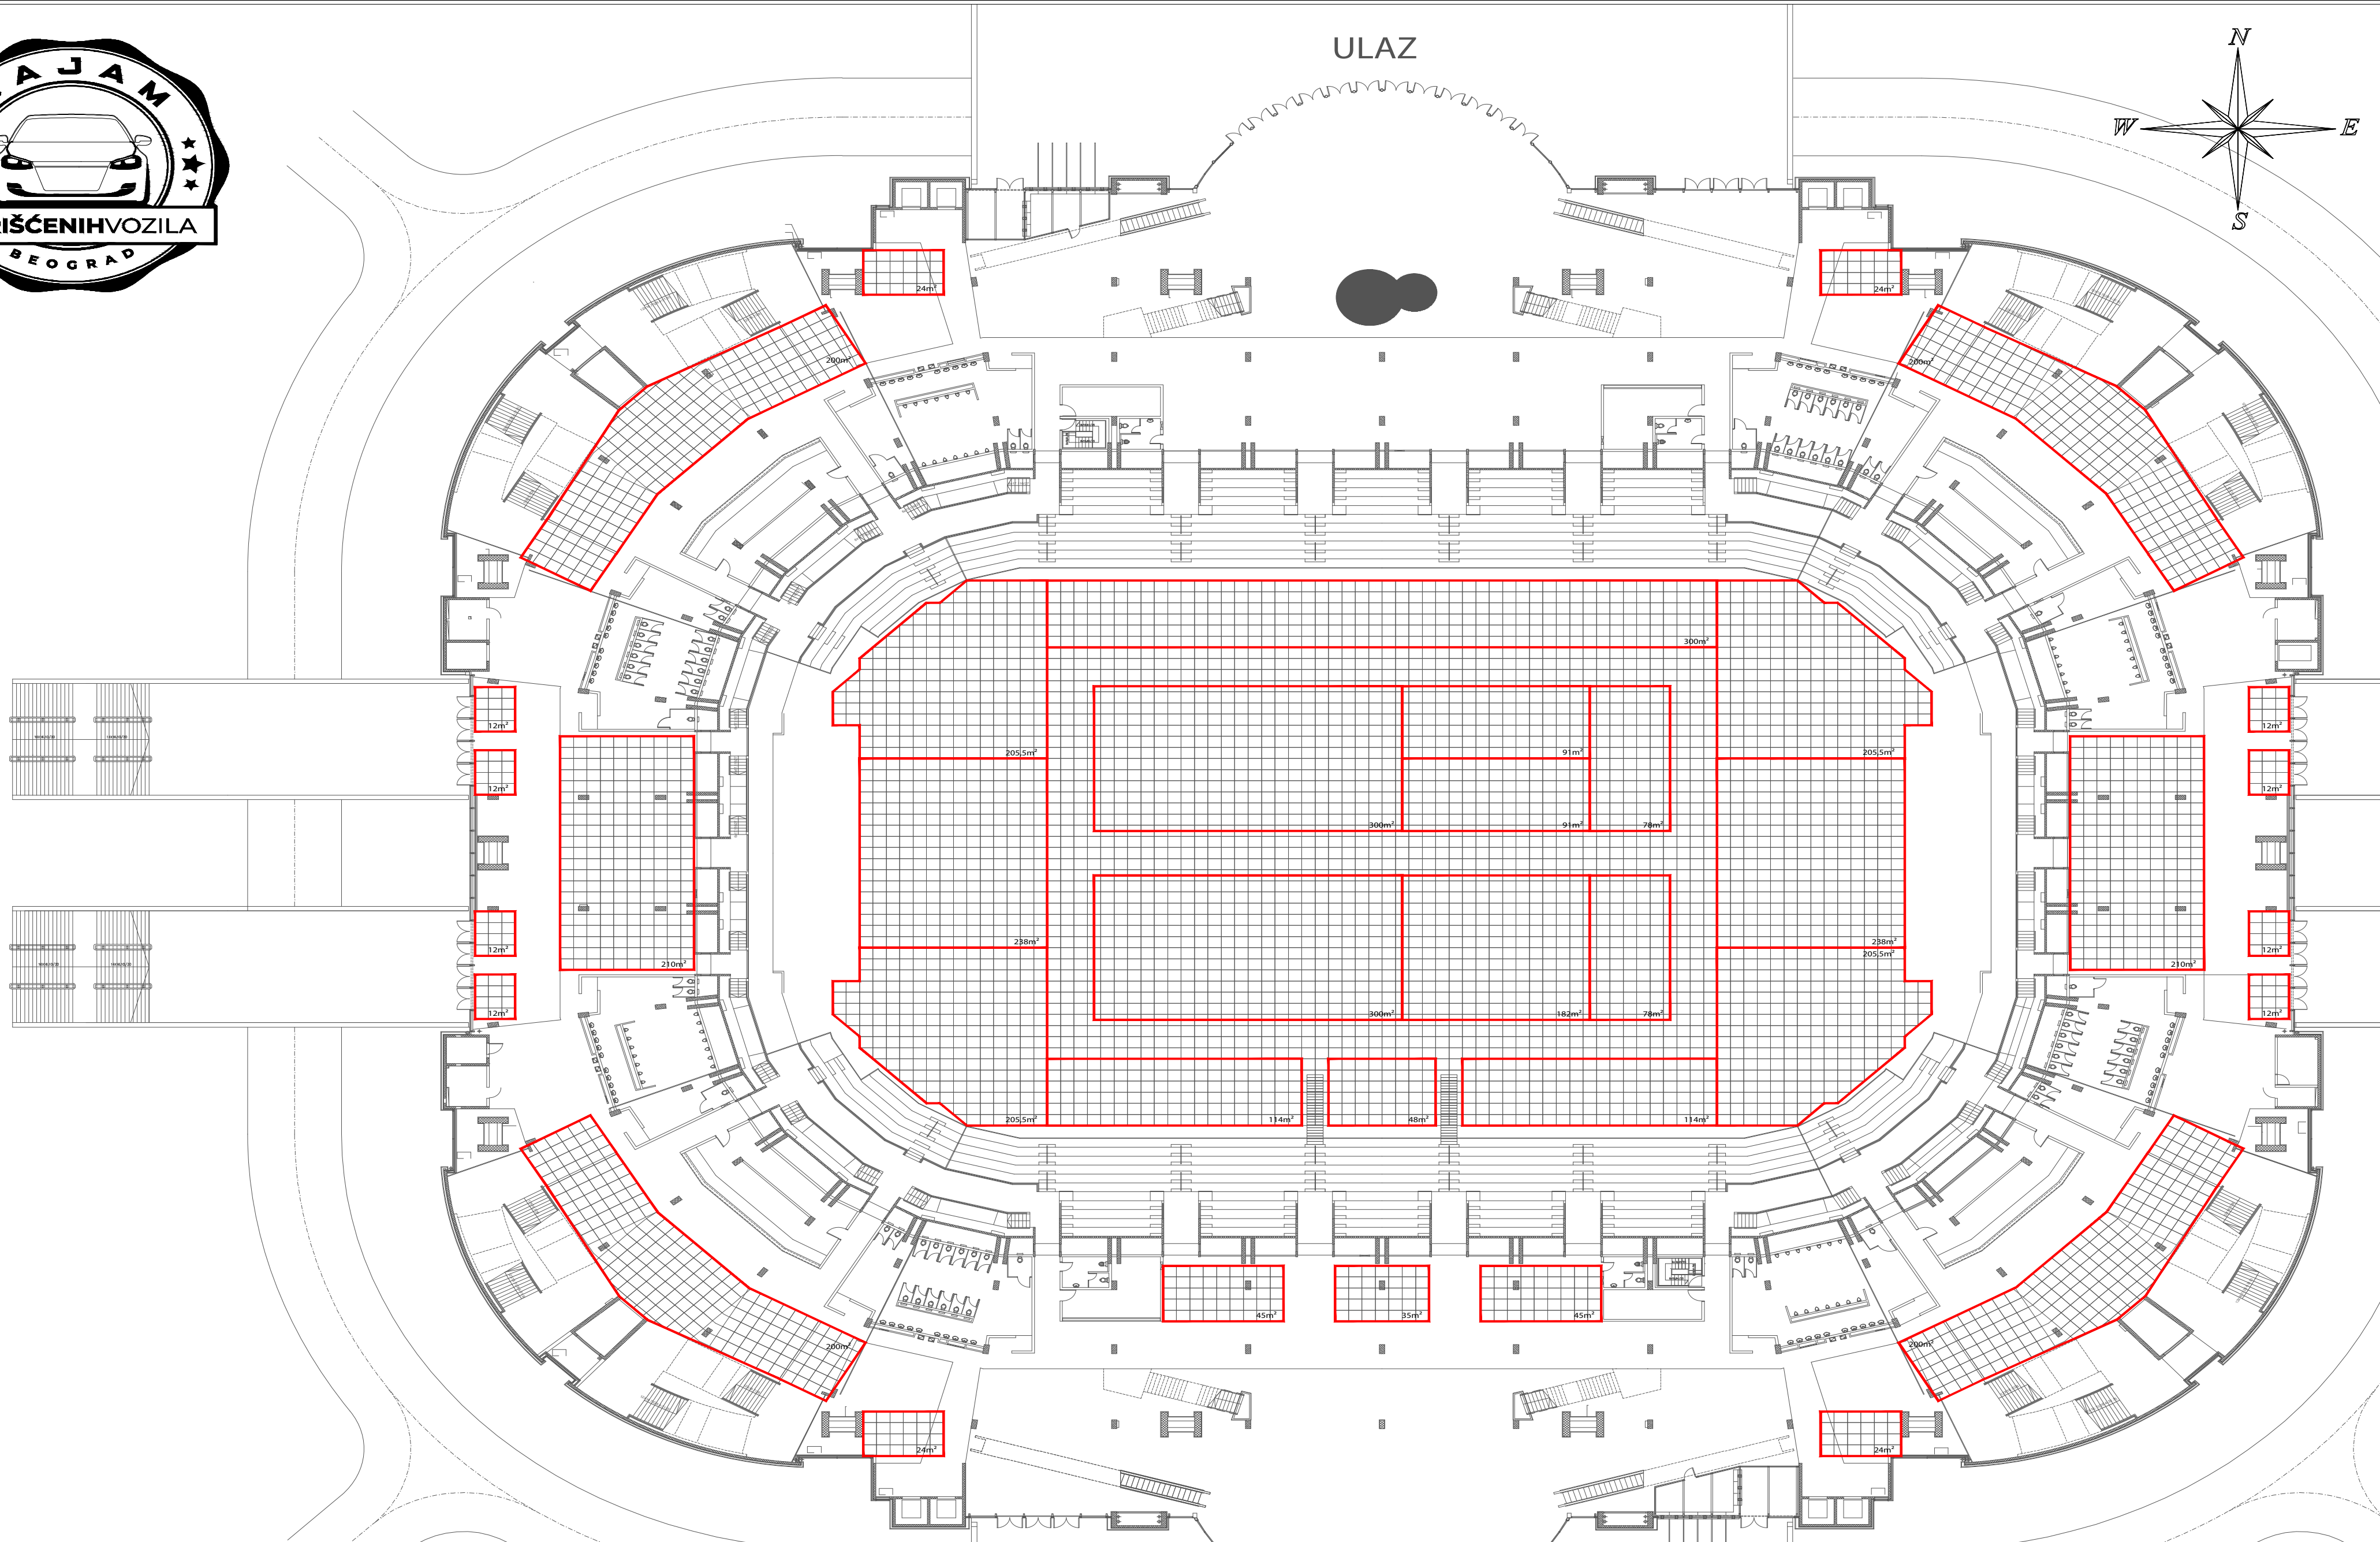 ULAZ
N
W
E
S
AJAM
IŠĆENIHVOZILA
BEOGRAD
24m²
24m²
200m²
200m²
300m²
12m²
12m²
205,5m²
91m²
205,5m²
12m²
12m²
300m²
91m²
78m²
238m²
238m²
12m²
205,5m²
12m²
210m²
210m²
12m²
300m²
182m²
78m²
12m²
205,5m²
114m²
48m²
114m²
45m²
35m²
45m²
200m²
200m²
24m²
24m²